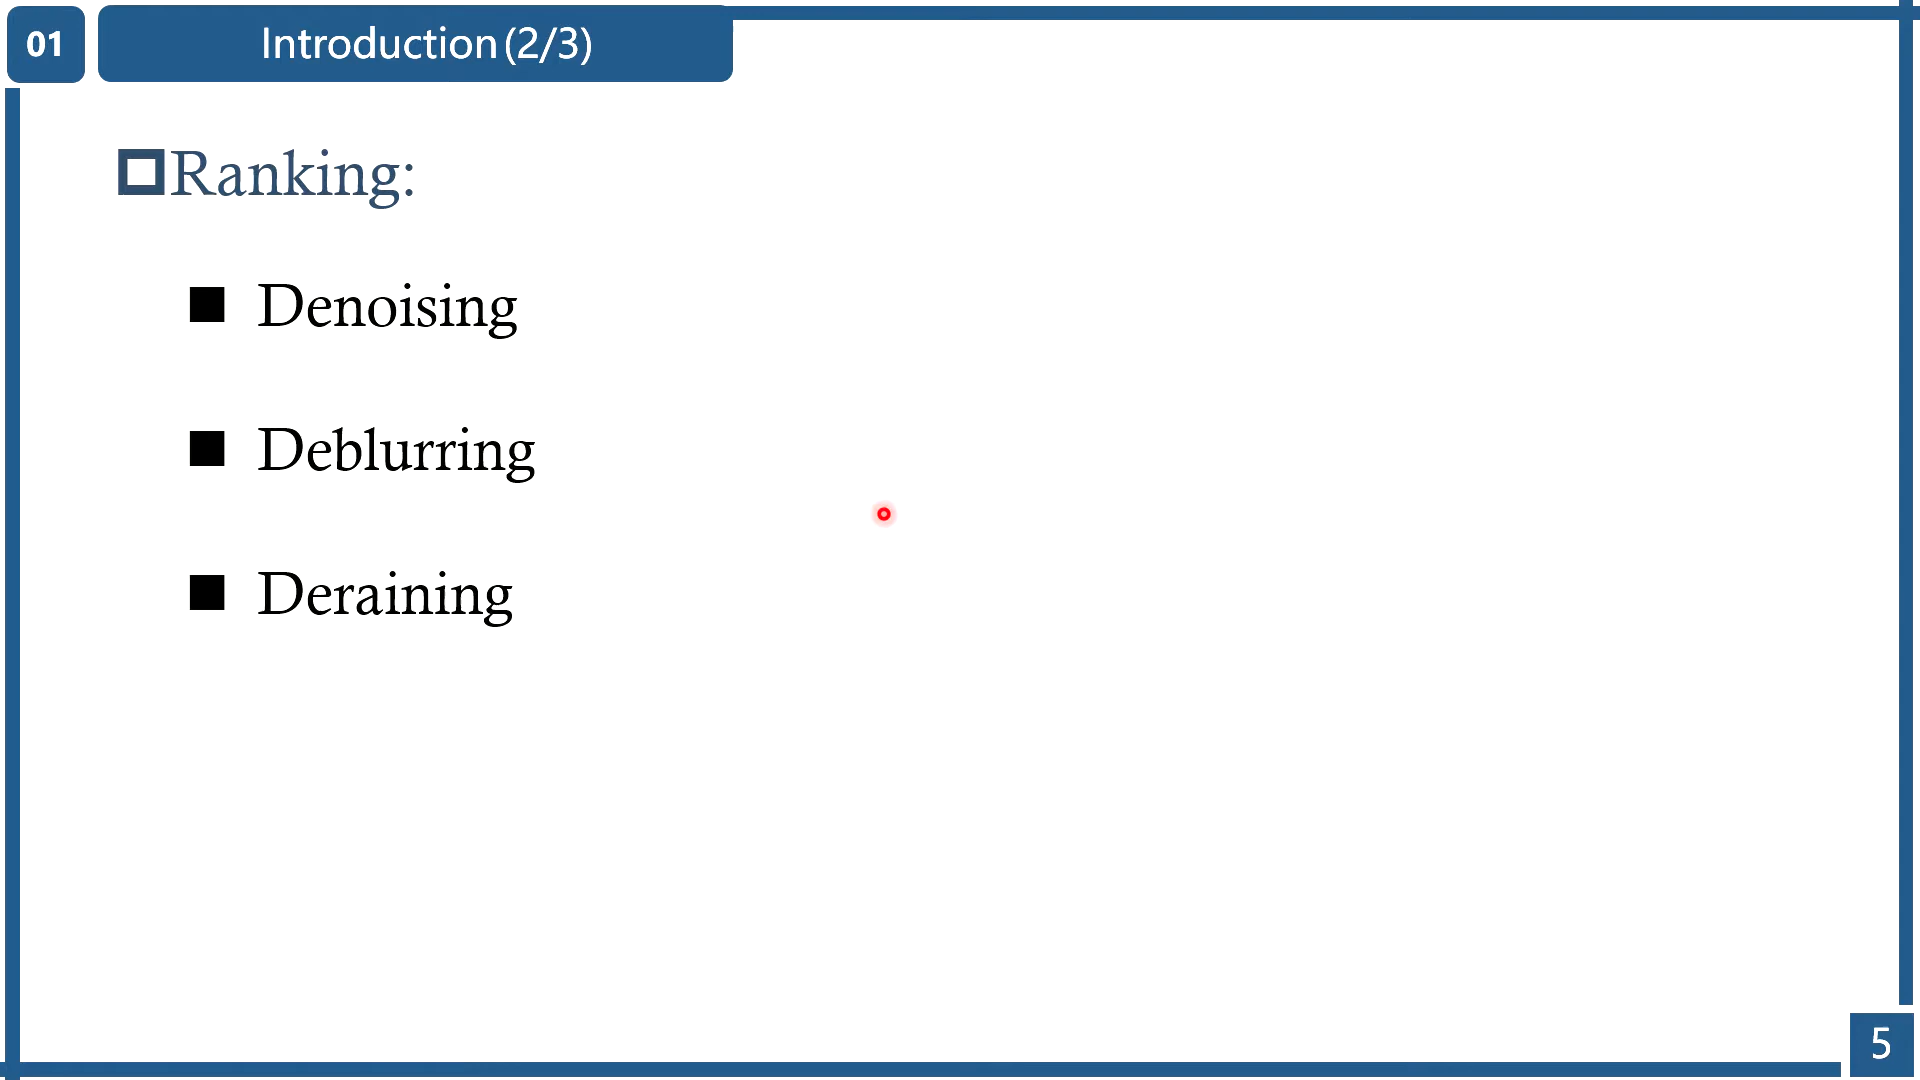 01
Introduction(2/3)
Ranking:
Denoising
Deblurring
Deraining
5